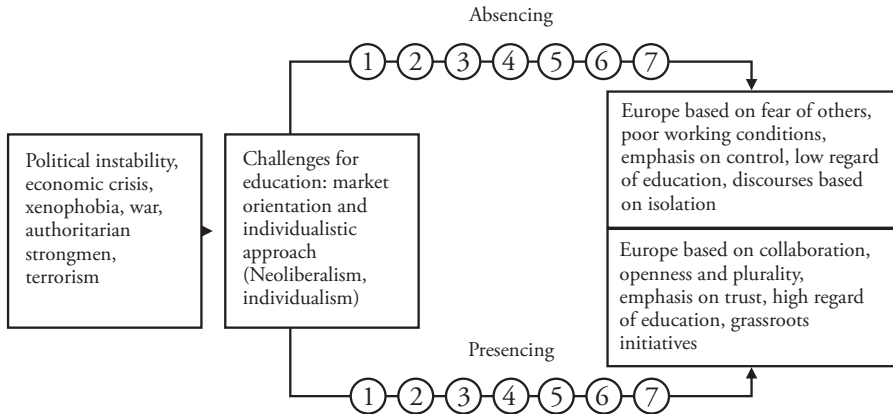 Absencing
1 2 3 4 5 6 7
Political instability,
economic crisis,
xenophobia, war,
authoritarian
strongmen,
terrorism
Challenges for
education: market
orientation and
individualistic
approach
(Neoliberalism,
individualism)
Europe based on fear of others,
poor working conditions,
emphasis on control, low regard
of education, discourses based
on isolation
Europe based on collaboration,
openness and plurality,
emphasis on trust, high regard
of education, grassroots
initiatives
Presencing
1 2 3 4 5 6 7